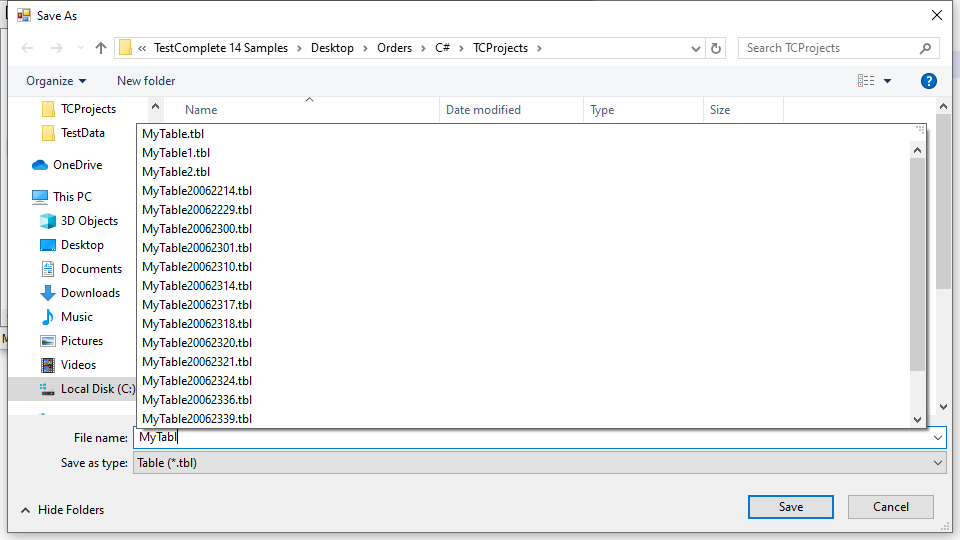 Save As
« TestComplete 14 Samples > Desktop > Orders > C# > TCProjects >
Search TCProjects
Organize
New folder
?
Name
Date modified
Type
Size
TCProjects
TestData
OneDrive
This PC
3D Objects
Desktop
Documents
Downloads
Music
Pictures
Videos
Local Disk (C:)
MyTable.tbl
MyTable1.tbl
MyTable2.tbl
MyTable20062214.tbl
MyTable20062229.tbl
MyTable20062300.tbl
MyTable20062301.tbl
MyTable20062310.tbl
MyTable20062314.tbl
MyTable20062317.tbl
MyTable20062318.tbl
MyTable20062320.tbl
MyTable20062321.tbl
MyTable20062324.tbl
MyTable20062336.tbl
MyTable20062339.tbl
File name: MyTabl
Save as type: Table (*.tbl)
Hide Folders
Save
Cancel